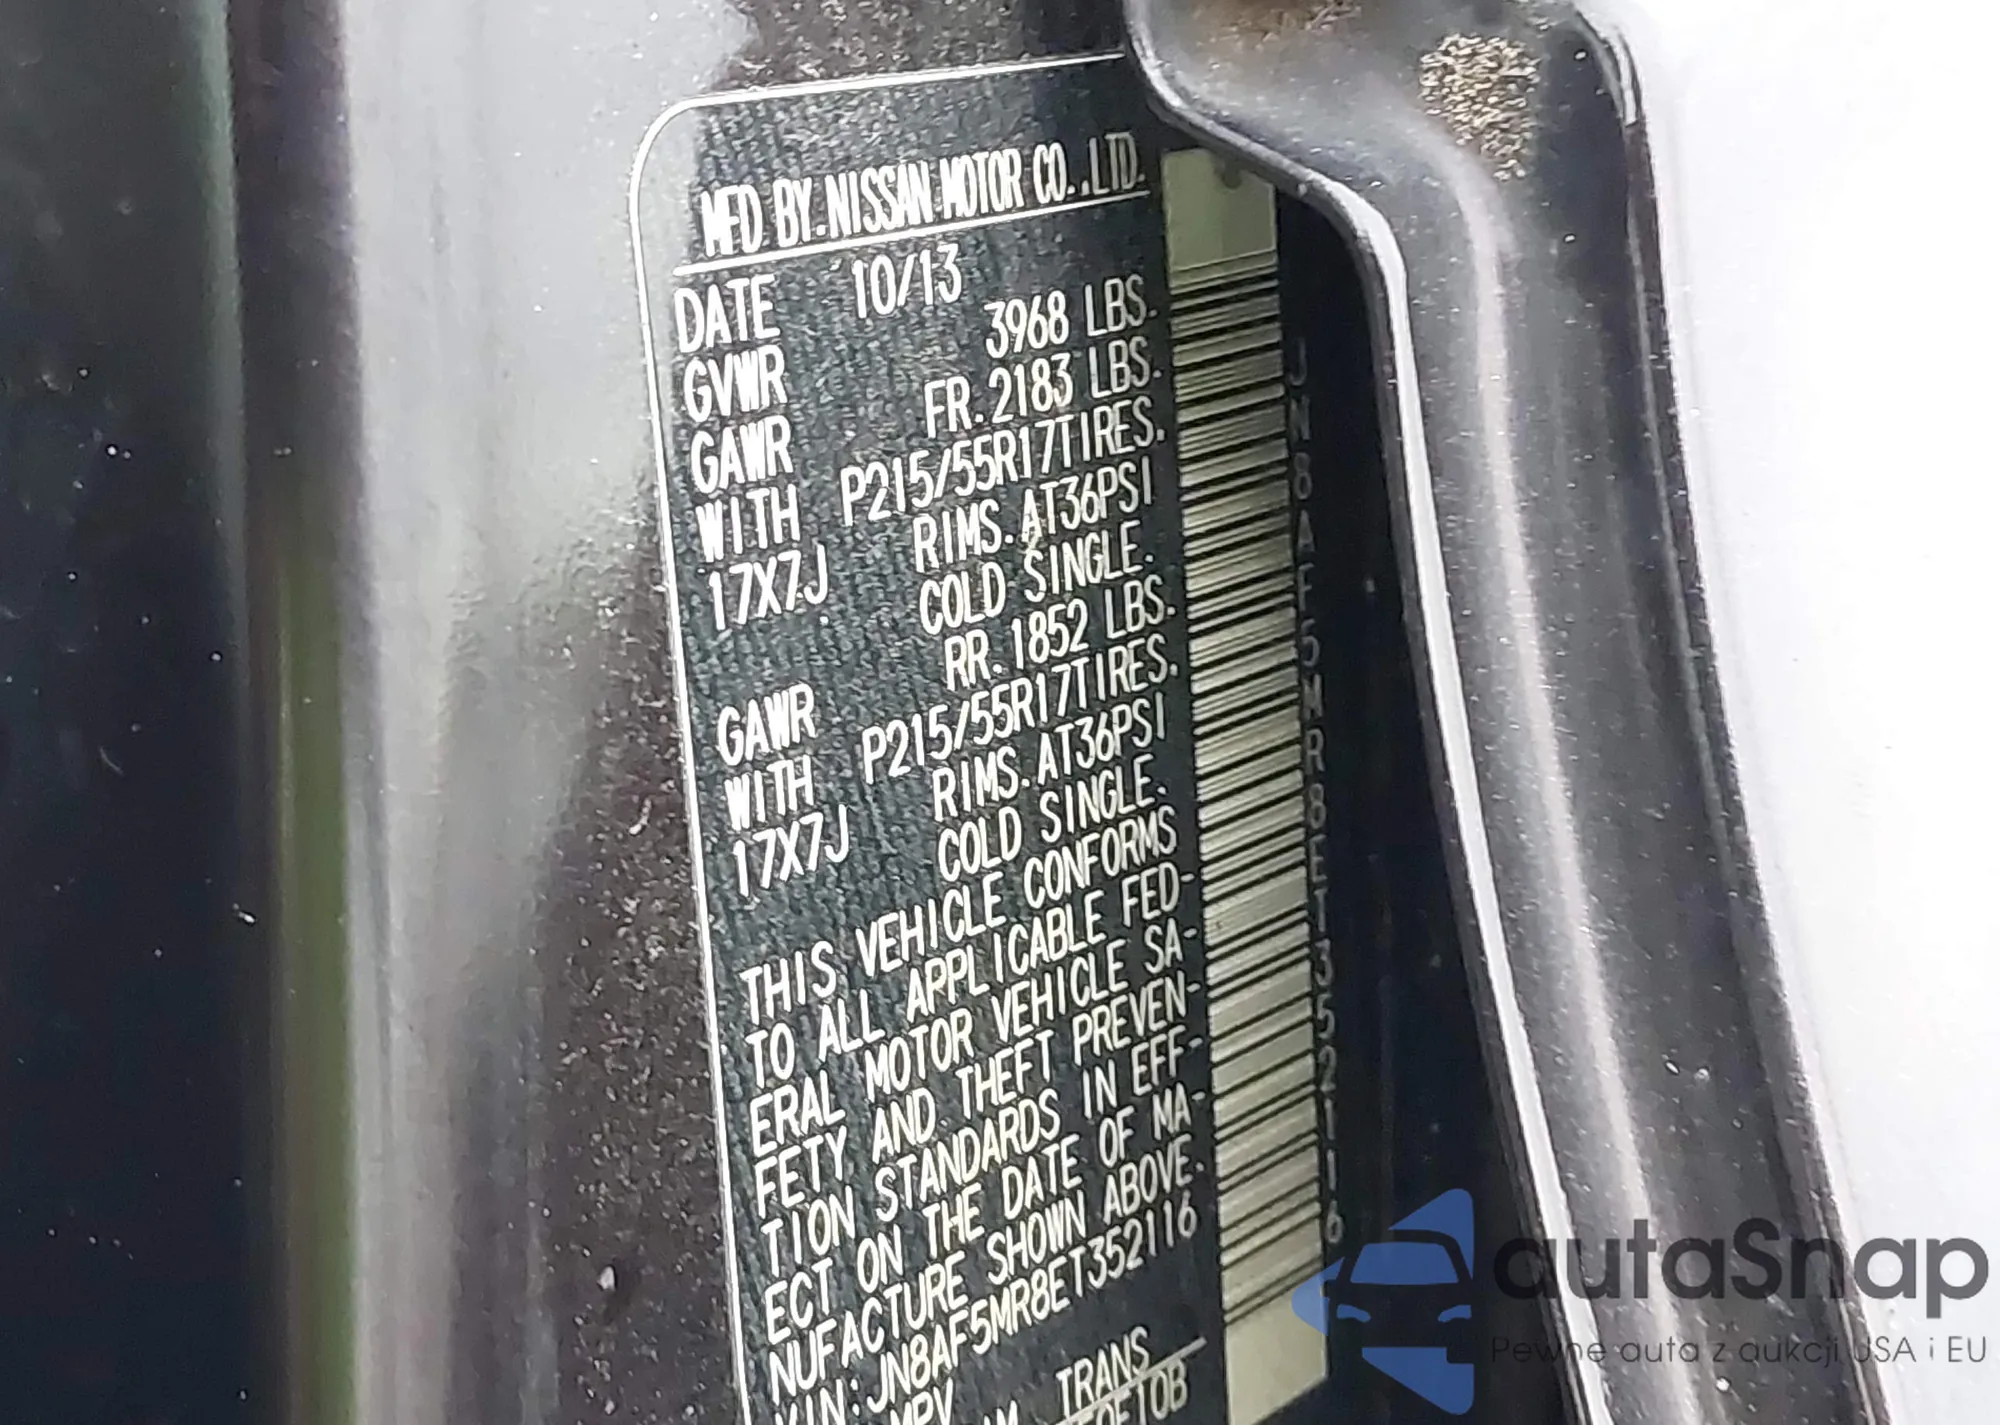 MFD BY.NISSAN MOTOR CO.,LTD.
DATE 10/13
GVWR 3968 LBS.
GAWR FR.2183 LBS.
WITH P215/55R17TIRES.
17X7J RIMS.AT36PSI
COLD SINGLE.
GAWR RR.1852 LBS.
WITH P215/55R17TIRES.
17X7J RIMS.AT36PSI
COLD SINGLE.
THIS VEHICLE CONFORMS
TO ALL APPLICABLE FED-
ERAL MOTOR VEHICLE SA-
FETY AND THEFT PREVEN-
TION STANDARDS IN EFF-
ECT ON THE DATE OF MA-
NUFACTURE SHOWN ABOVE.
VIN:JN8AF5MR8ET352116
MPV
TRANS
JN8AF5MR8ET352116
autaSnap
Pewne auta z aukcji USA i EU